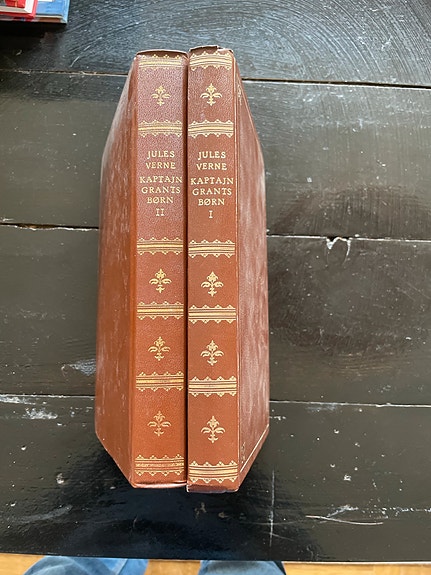 JULES
VERNE
KAPTAJN
GRANTS
BØRN
II
JULES
VERNE
KAPTAJN
GRANTS
BØRN
I